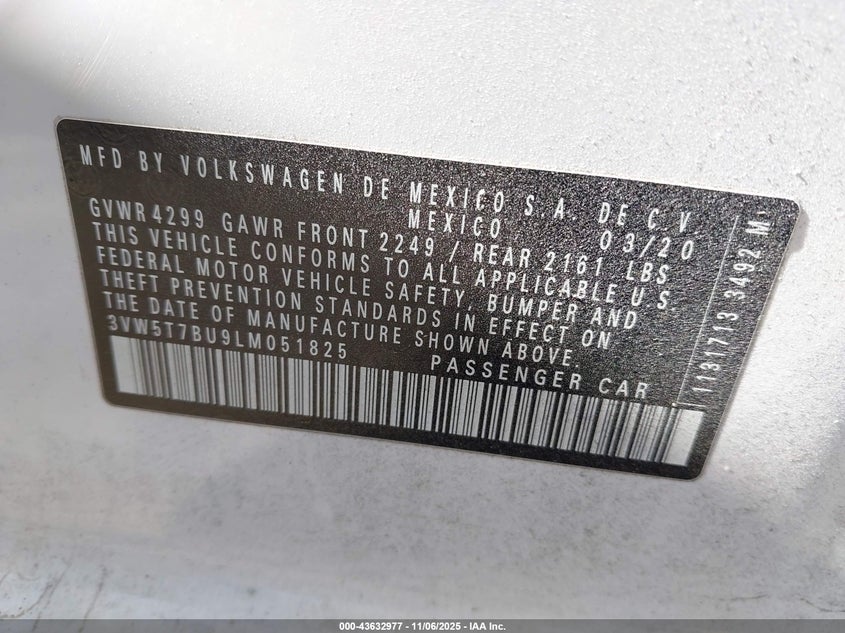 MFD BY VOLKSWAGEN DE MEXICO S.A. DE C.V.
MEXICO 03/20
GVWR 4299 GAWR FRONT 2249 / REAR 2161 LBS
THIS VEHICLE CONFORMS TO ALL APPLICABLE U.S.
FEDERAL MOTOR VEHICLE SAFETY, BUMPER AND
THEFT PREVENTION STANDARDS IN EFFECT ON
THE DATE OF MANUFACTURE SHOWN ABOVE.
3VW5T7BU9LM051825 PASSENGER CAR
1131713 3492 M
000-43632977 - 11/06/2025 - IAA Inc.